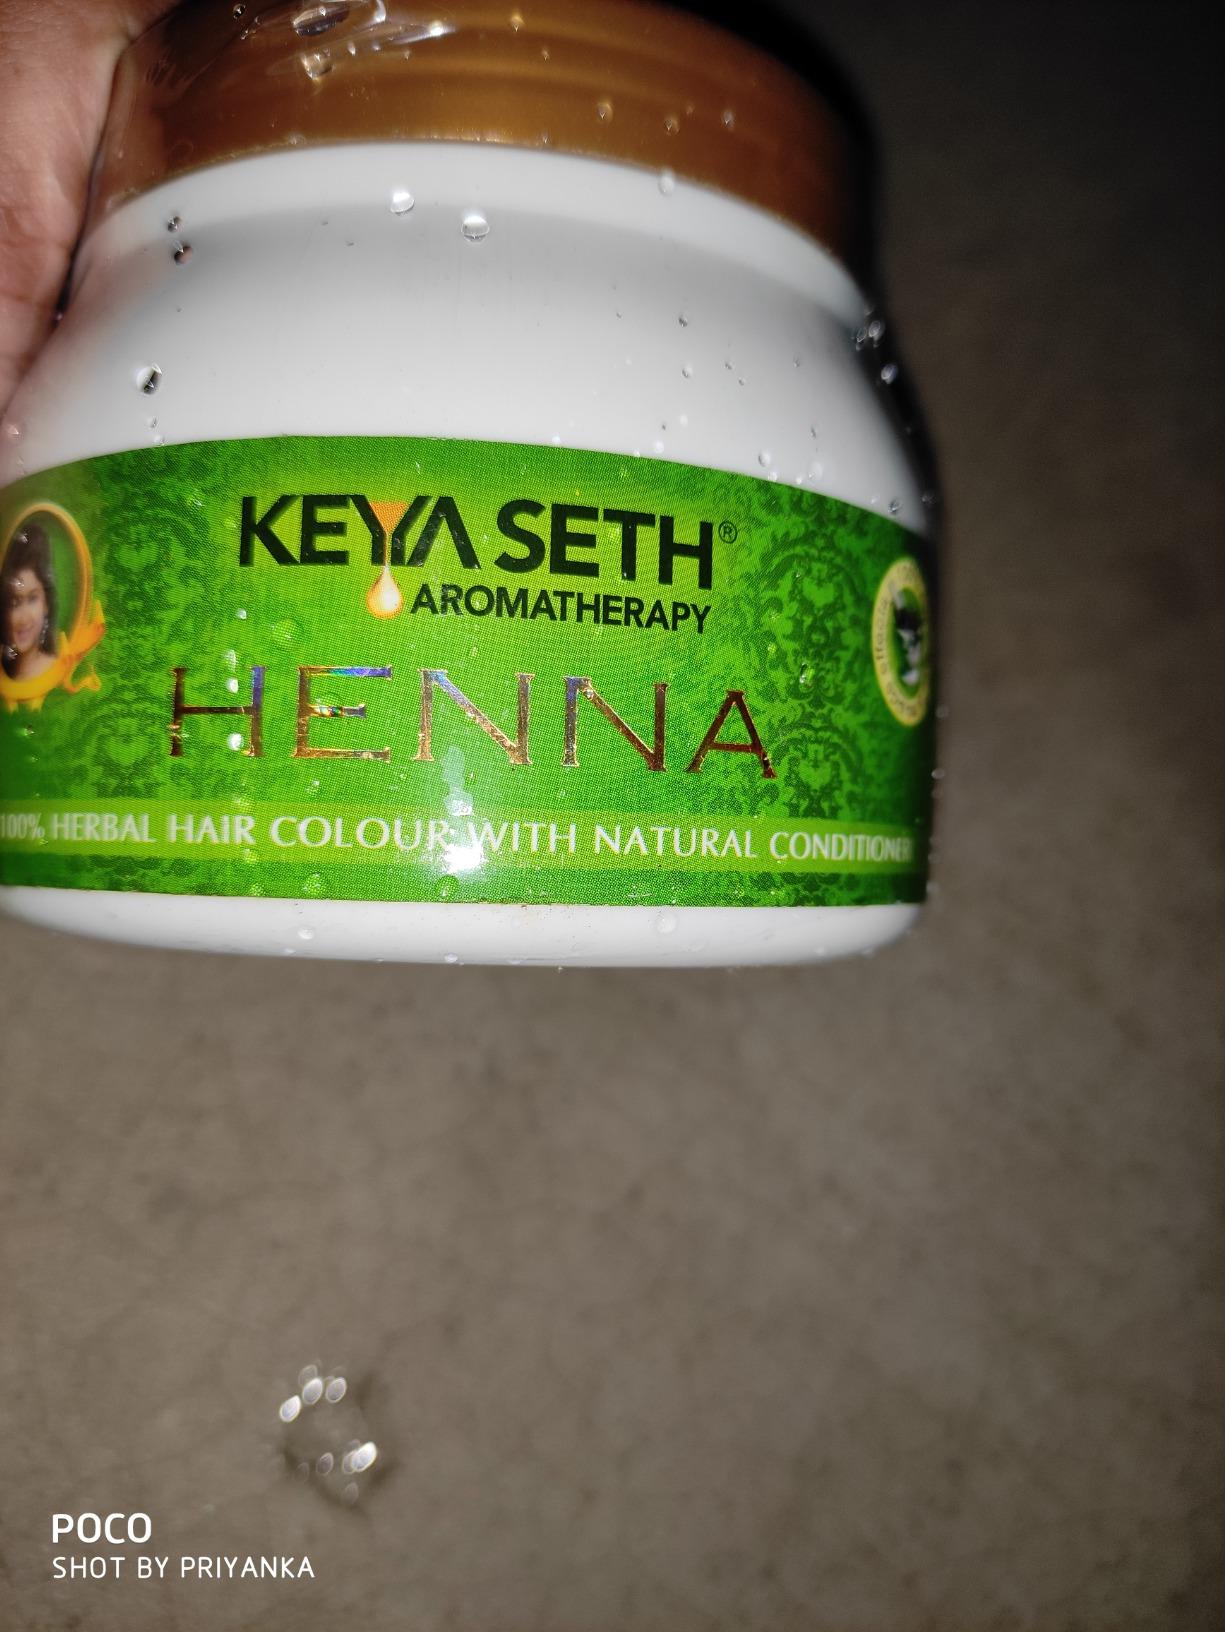 KEYA SETH®
AROMATHERAPY
HENNA
100% HERBAL HAIR COLOUR WITH NATURAL CONDITIONER
POCO
SHOT BY PRIYANKA